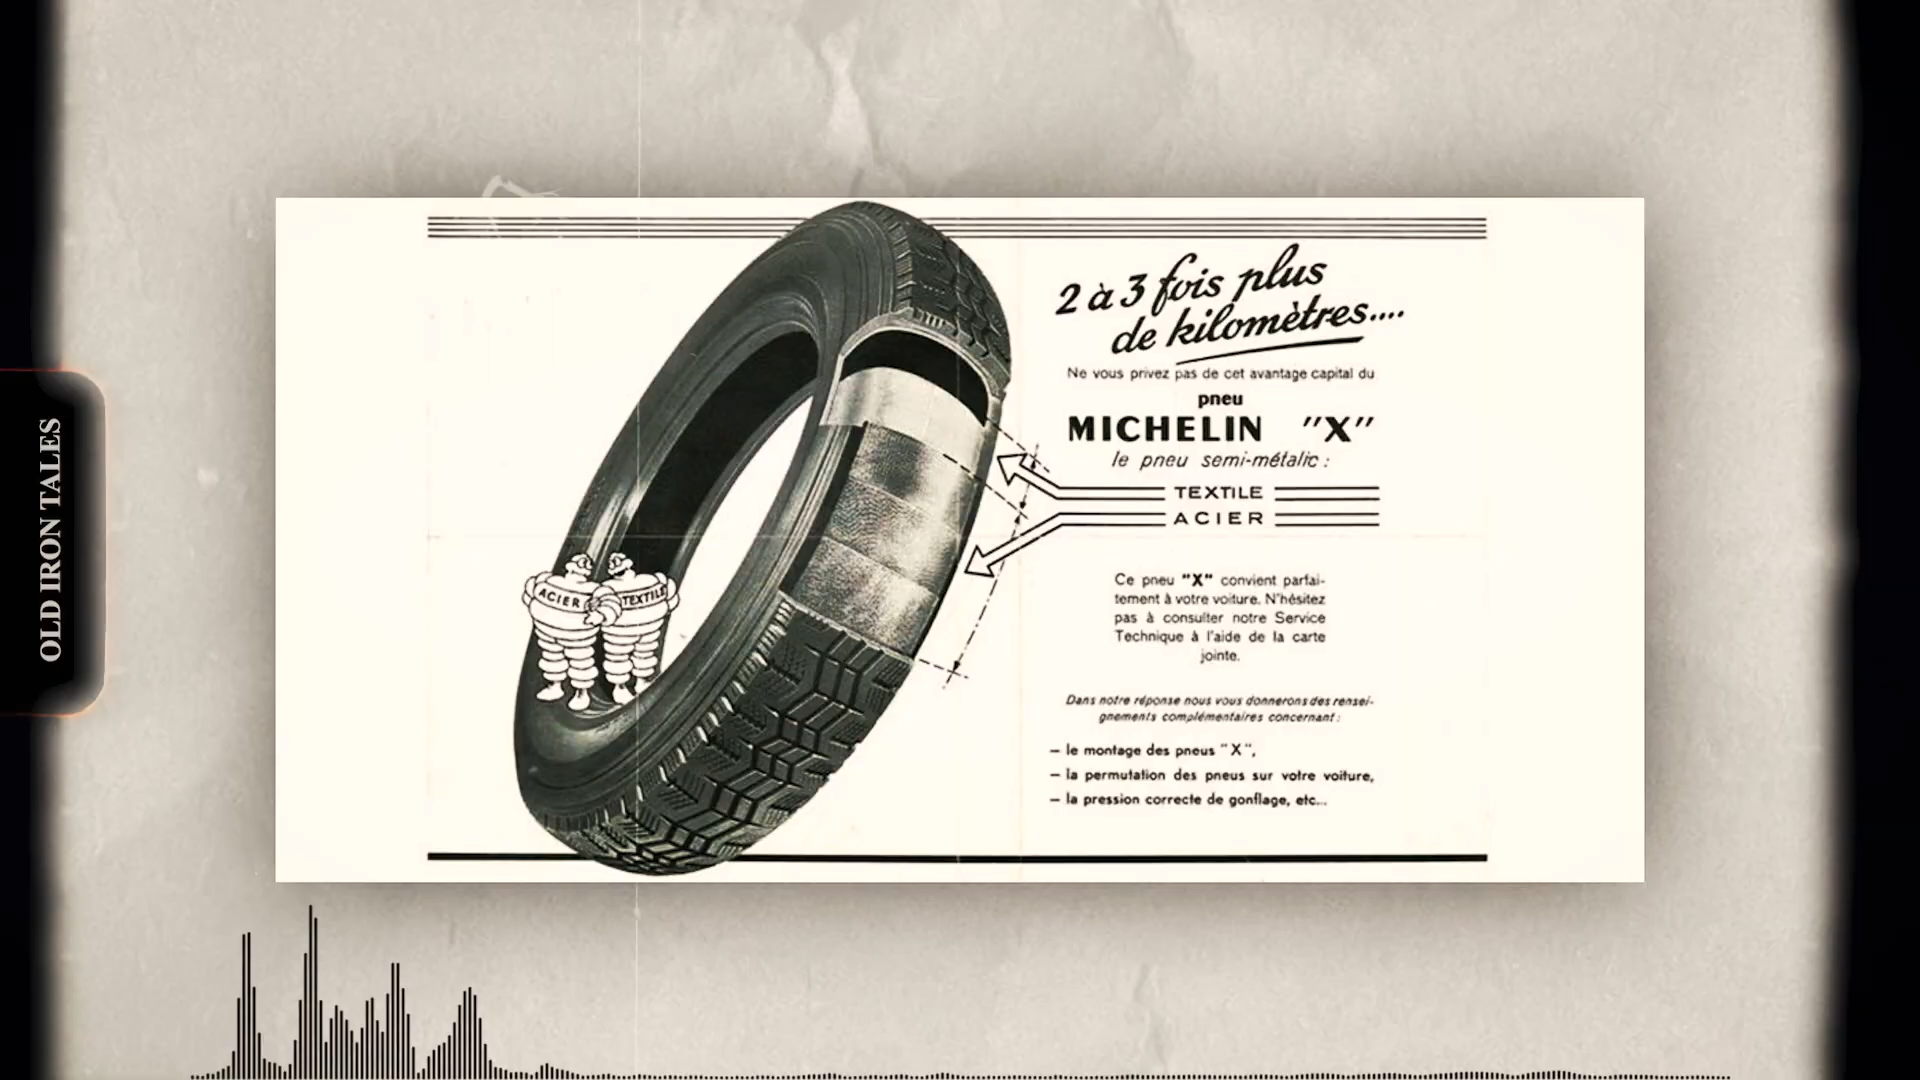 OLD IRON TALES
2 à 3 fois plus
de kilomètres....
Ne vous privez pas de cet avantage capital du
pneu
MICHELIN "X"
le pneu semi-métalic :
TEXTILE
ACIER
ACIER
TEXTILE
Ce pneu "X" convient parfai-
tement à votre voiture. N'hésitez
pas à consulter notre Service
Technique à l'aide de la carte
jointe.
Dans notre réponse nous vous donnerons des rensei-
gnements complémentaires concernant :
– le montage des pneus "X",
– la permutation des pneus sur votre voiture,
– la pression correcte de gonflage, etc...